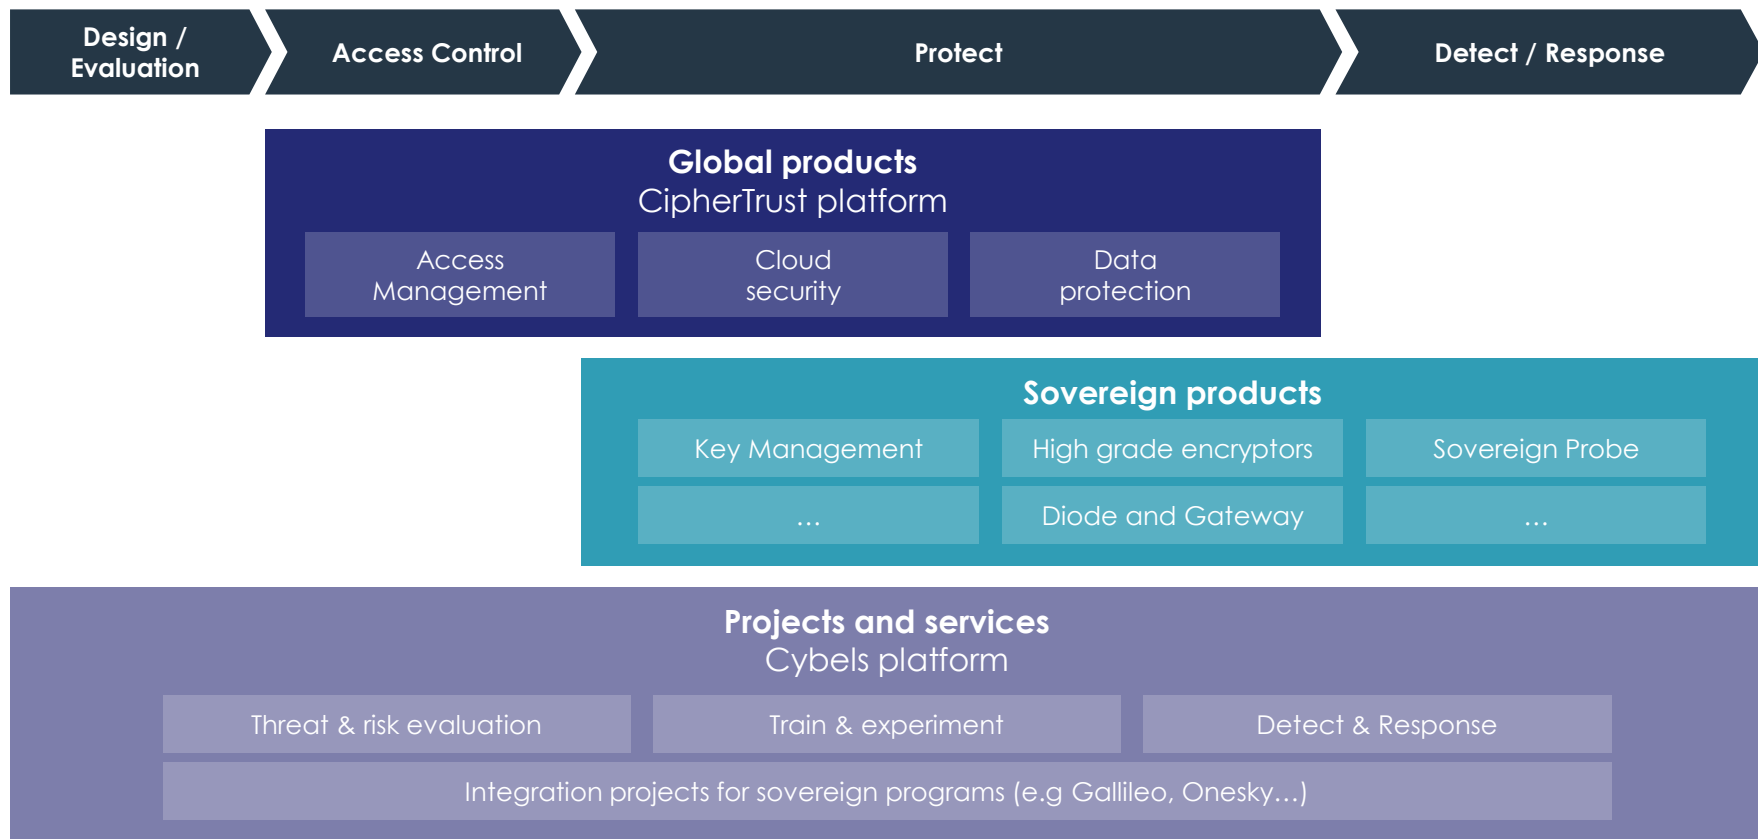 Design /
Evaluation
Access Control
Protect
Detect / Response
Global products
CipherTrust platform
Access
Management
Cloud
security
Data
protection
Sovereign products
Key Management
High grade encryptors
Sovereign Probe
...
Diode and Gateway
...
Projects and services
Cybels platform
Threat & risk evaluation
Train & experiment
Detect & Response
Integration projects for sovereign programs (e.g Gallileo, Onesky...)